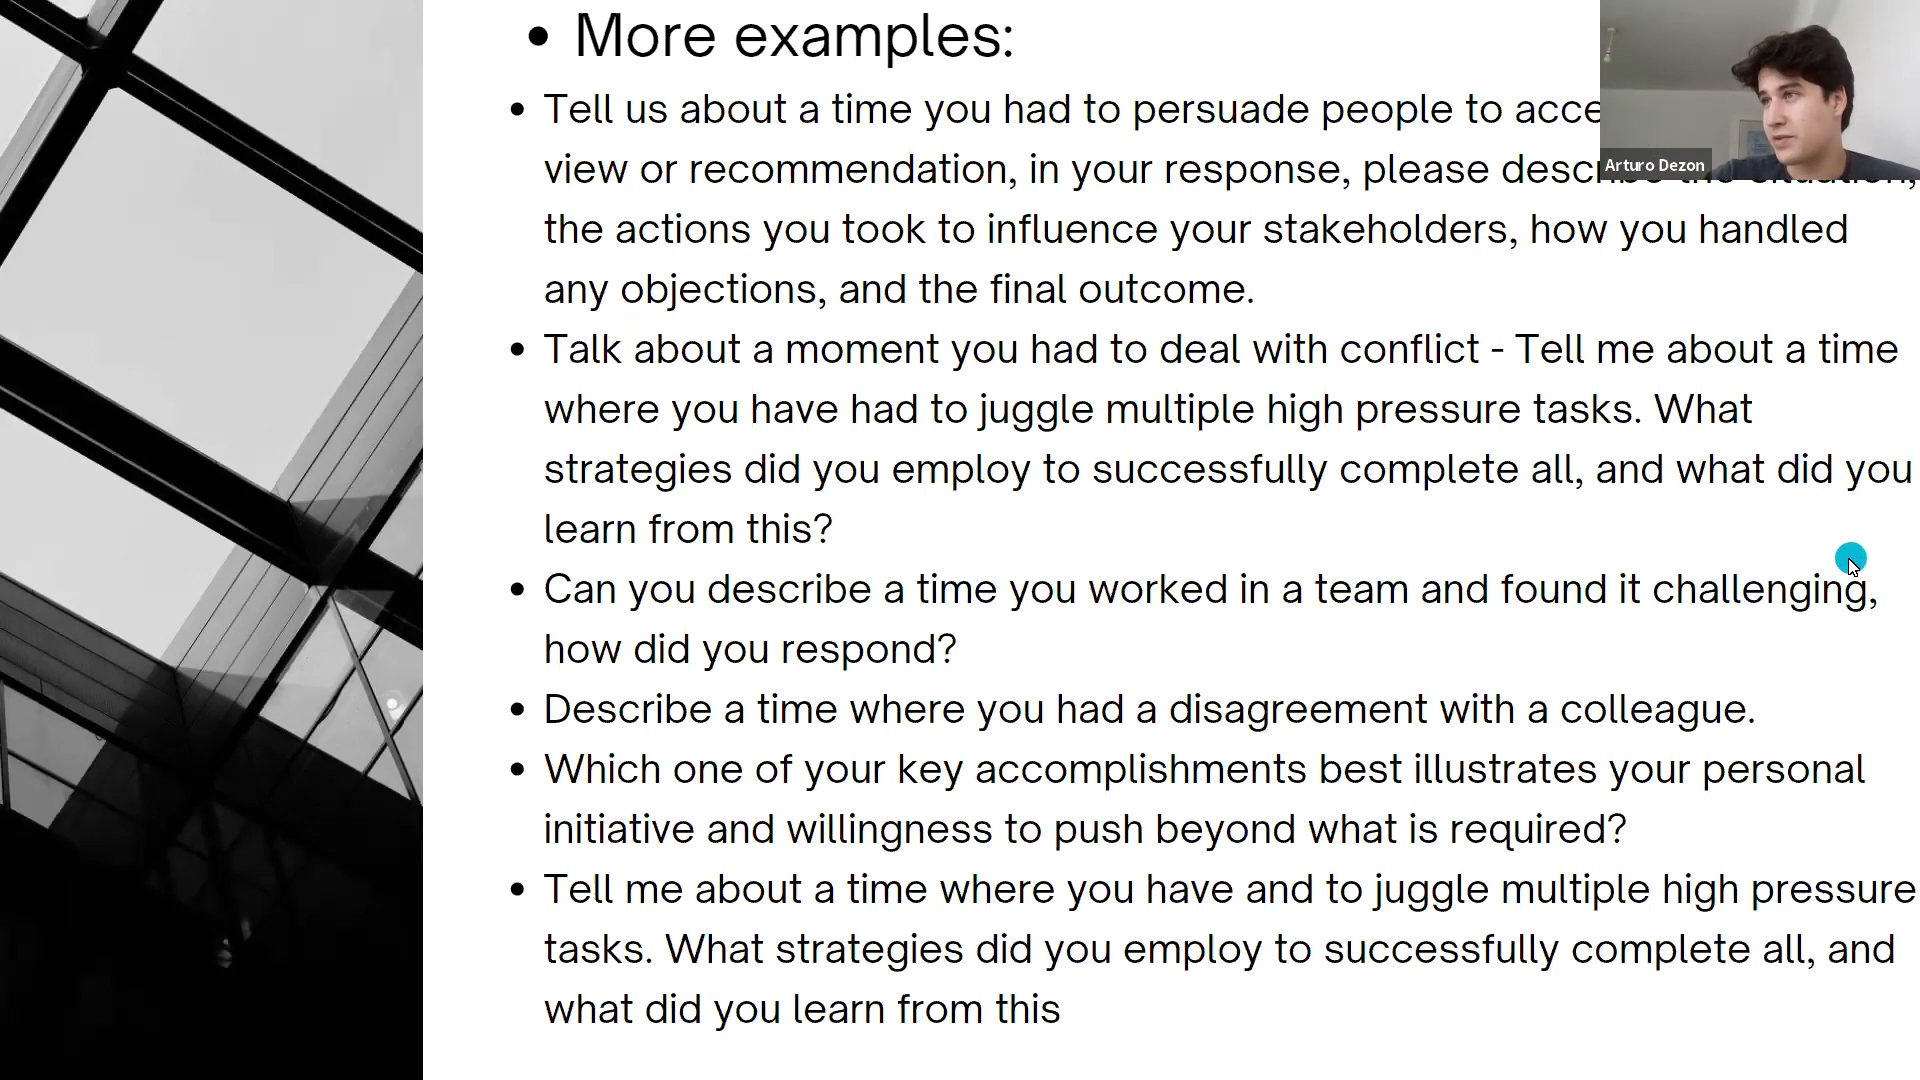 More examples:
Tell us about a time you had to persuade people to
view or recommendation, in your response, please
the actions you took to influence your stakeholders, how you handled
any objections, and the final outcome.
Talk about a moment you had to deal with conflict - Tell me about a time
where you have had to juggle multiple high pressure tasks. What
strategies did you employ to successfully complete all, and what did you
learn from this?
Can you describe a time you worked in a team and found it challenging,
how did you respond?
Describe a time where you had a disagreement with a colleague.
Which one of your key accomplishments best illustrates your personal
initiative and willingness to push beyond what is required?
Tell me about a time where you have and to juggle multiple high pressure
tasks. What strategies did you employ to successfully complete all, and
what did you learn from this
Arturo Dezon